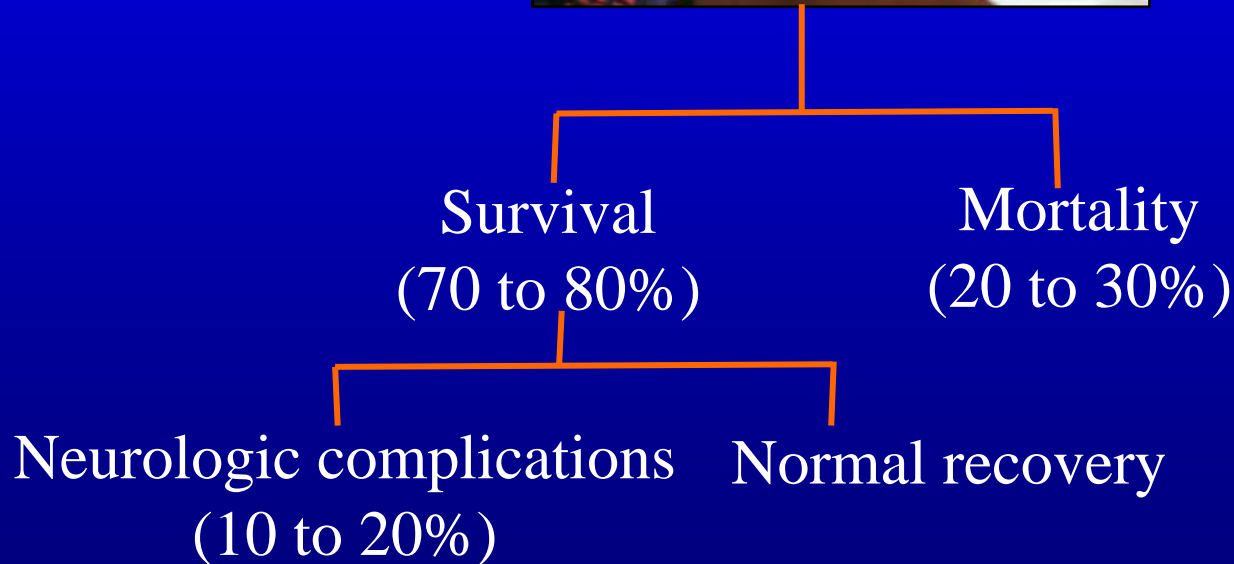 Survival
(70 to 80%)
Mortality
(20 to 30%)
Neurologic complications
(10 to 20%)
Normal recovery